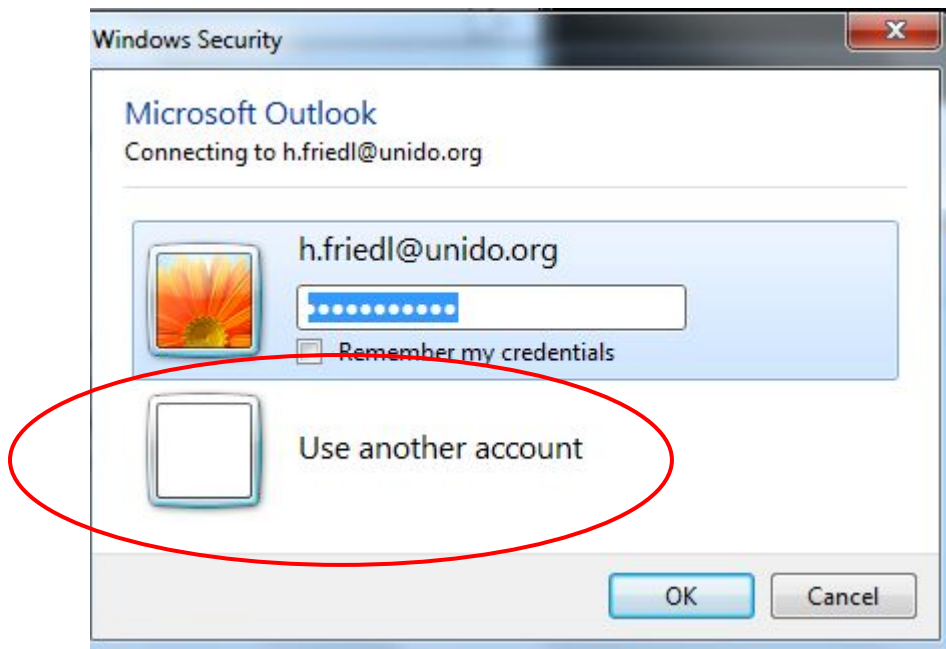 Windows Security
Microsoft Outlook
Connecting to h.friedl@unido.org
h.friedl@unido.org
Remember my credentials
Use another account
OK
Cancel